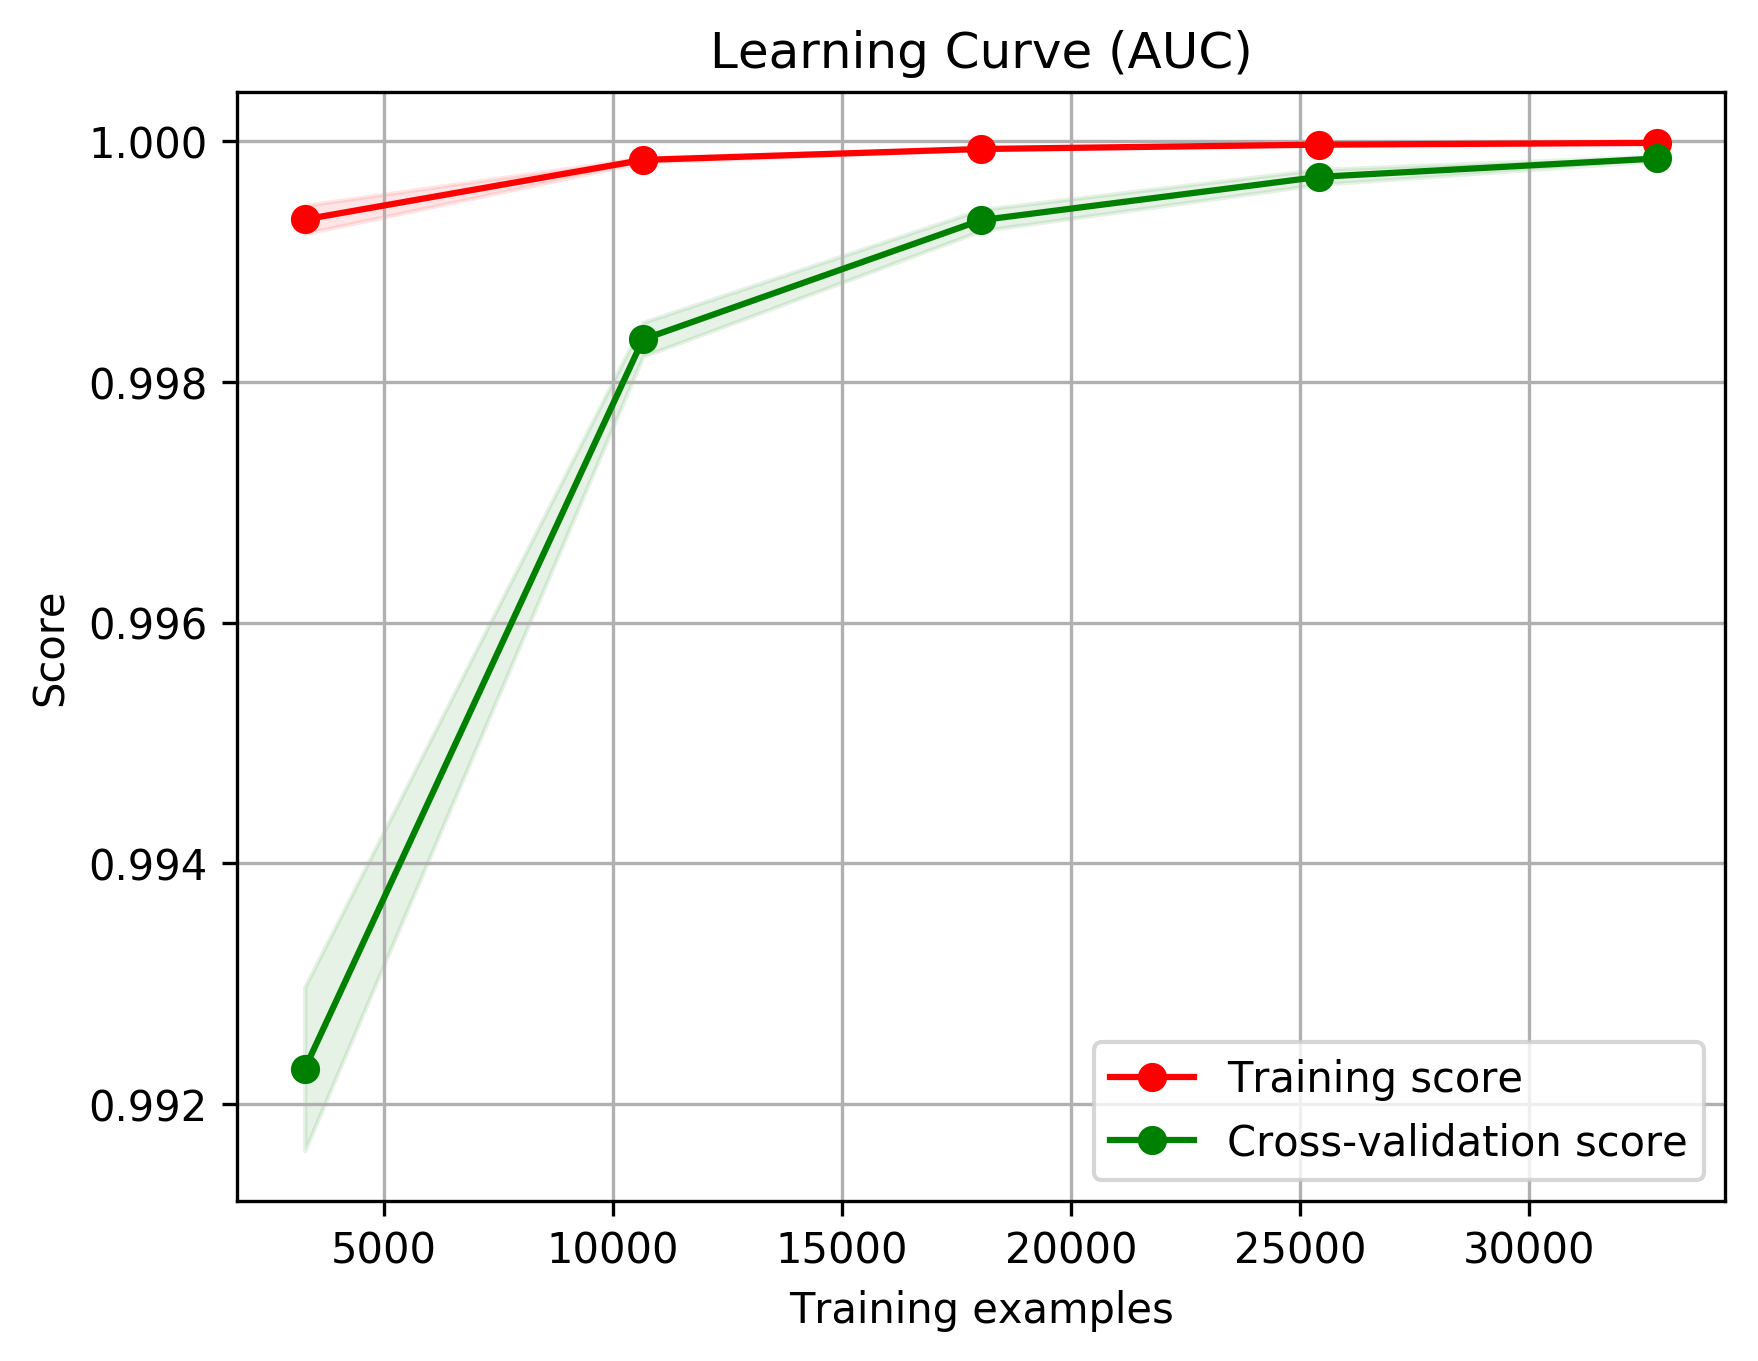 Learning Curve (AUC)
1.000
0.998
0.996
0.994
0.992
Score
5000 10000 15000 20000 25000 30000
Training examples
Training score
Cross-validation score